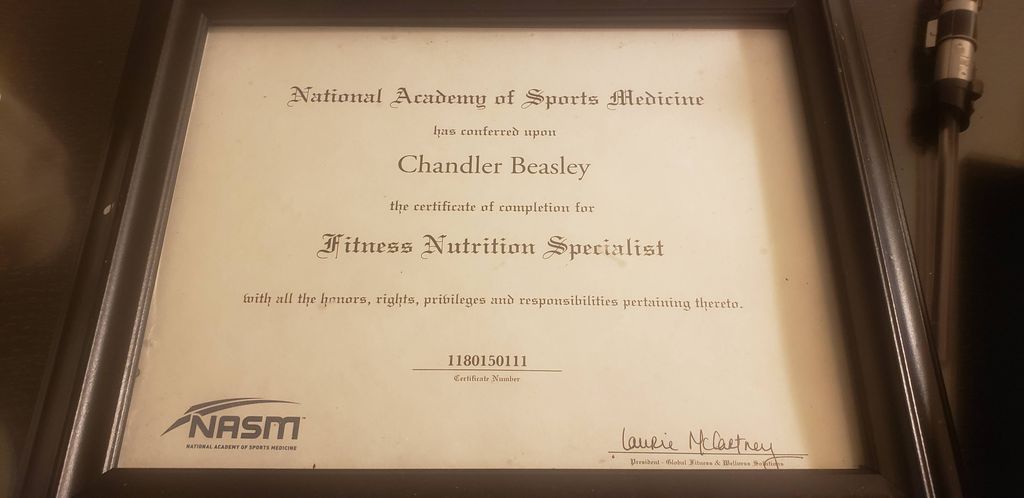 National Academy of Sports Medicine
has conferred upon
Chandler Beasley
the certificate of completion for
Fitness Nutrition Specialist
with all the honors, rights, privileges and responsibilities pertaining thereto.
1180150111
Certificate Number
NASM
NATIONAL ACADEMY OF SPORTS MEDICINE
Laurie McCartney
President - Global Fitness & Wellness Solutions